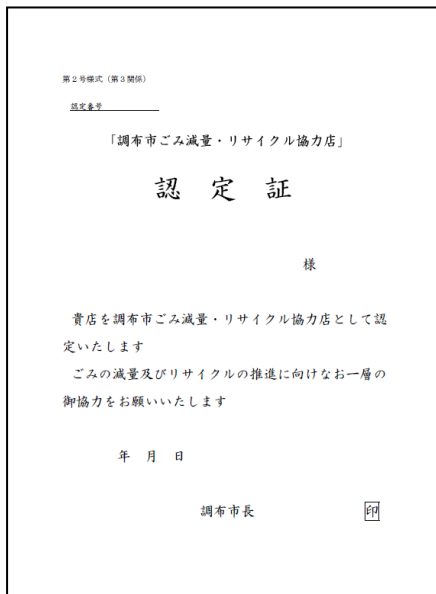 第２号様式（第３関係）
認定番号
「調布市ごみ減量・リサイクル協力店」
認　定　証
様
　貴店を調布市ごみ減量・リサイクル協力店として認
定いたします
　ごみの減量及びリサイクルの推進に向けなお一層の
御協力をお願いいたします
年　月　日
調布市長　印